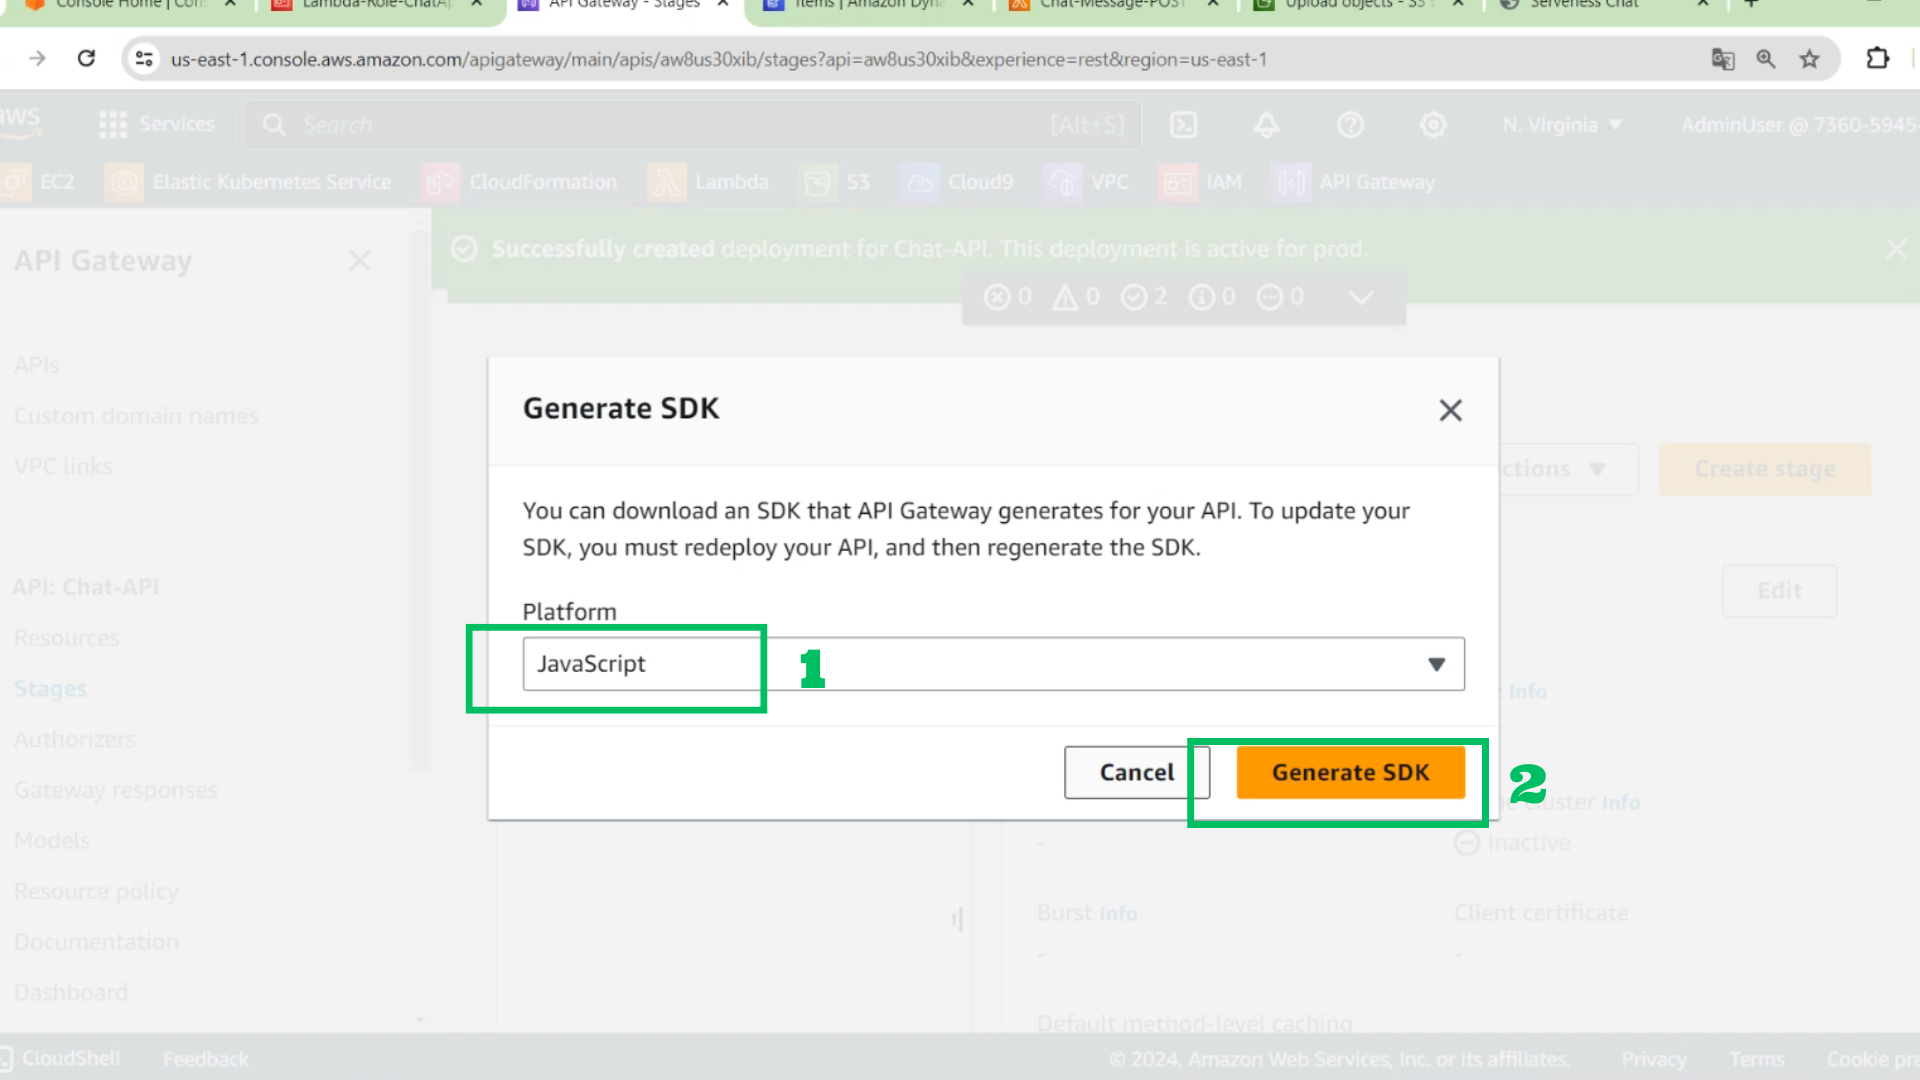 Console Home | Con
Lambda-Role-ChatAp
API Gateway - Stages
Items | Amazon Dyna
Chat-Message-POST
Upload objects - S3
Serverless Chat
us-east-1.console.aws.amazon.com/apigateway/main/apis/aw8us30xib/stages?api=aw8us30xib&experience=rest&region=us-east-1
aws
Services
Search
[Alt+S]
N. Virginia
AdminUser @ 7360-5945-
EC2
Elastic Kubernetes Service
CloudFormation
Lambda
S3
Cloud9
VPC
IAM
API Gateway
API Gateway
Successfully created deployment for Chat-API. This deployment is active for prod.
0 0 2 0 0
APIs
Custom domain names
VPC links
API: Chat-API
Resources
Stages
Authorizers
Gateway responses
Models
Resource policy
Documentation
Dashboard
ctions
Create stage
Edit
Generate SDK
You can download an SDK that API Gateway generates for your API. To update your
SDK, you must redeploy your API, and then regenerate the SDK.
Platform
JavaScript
1
Cancel
Generate SDK
2
Info
cluster Info
Inactive
-
Burst Info
-
Client certificate
-
Default method-level caching
CloudShell
Feedback
© 2024, Amazon Web Services, Inc. or its affiliates.
Privacy
Terms
Cookie pre